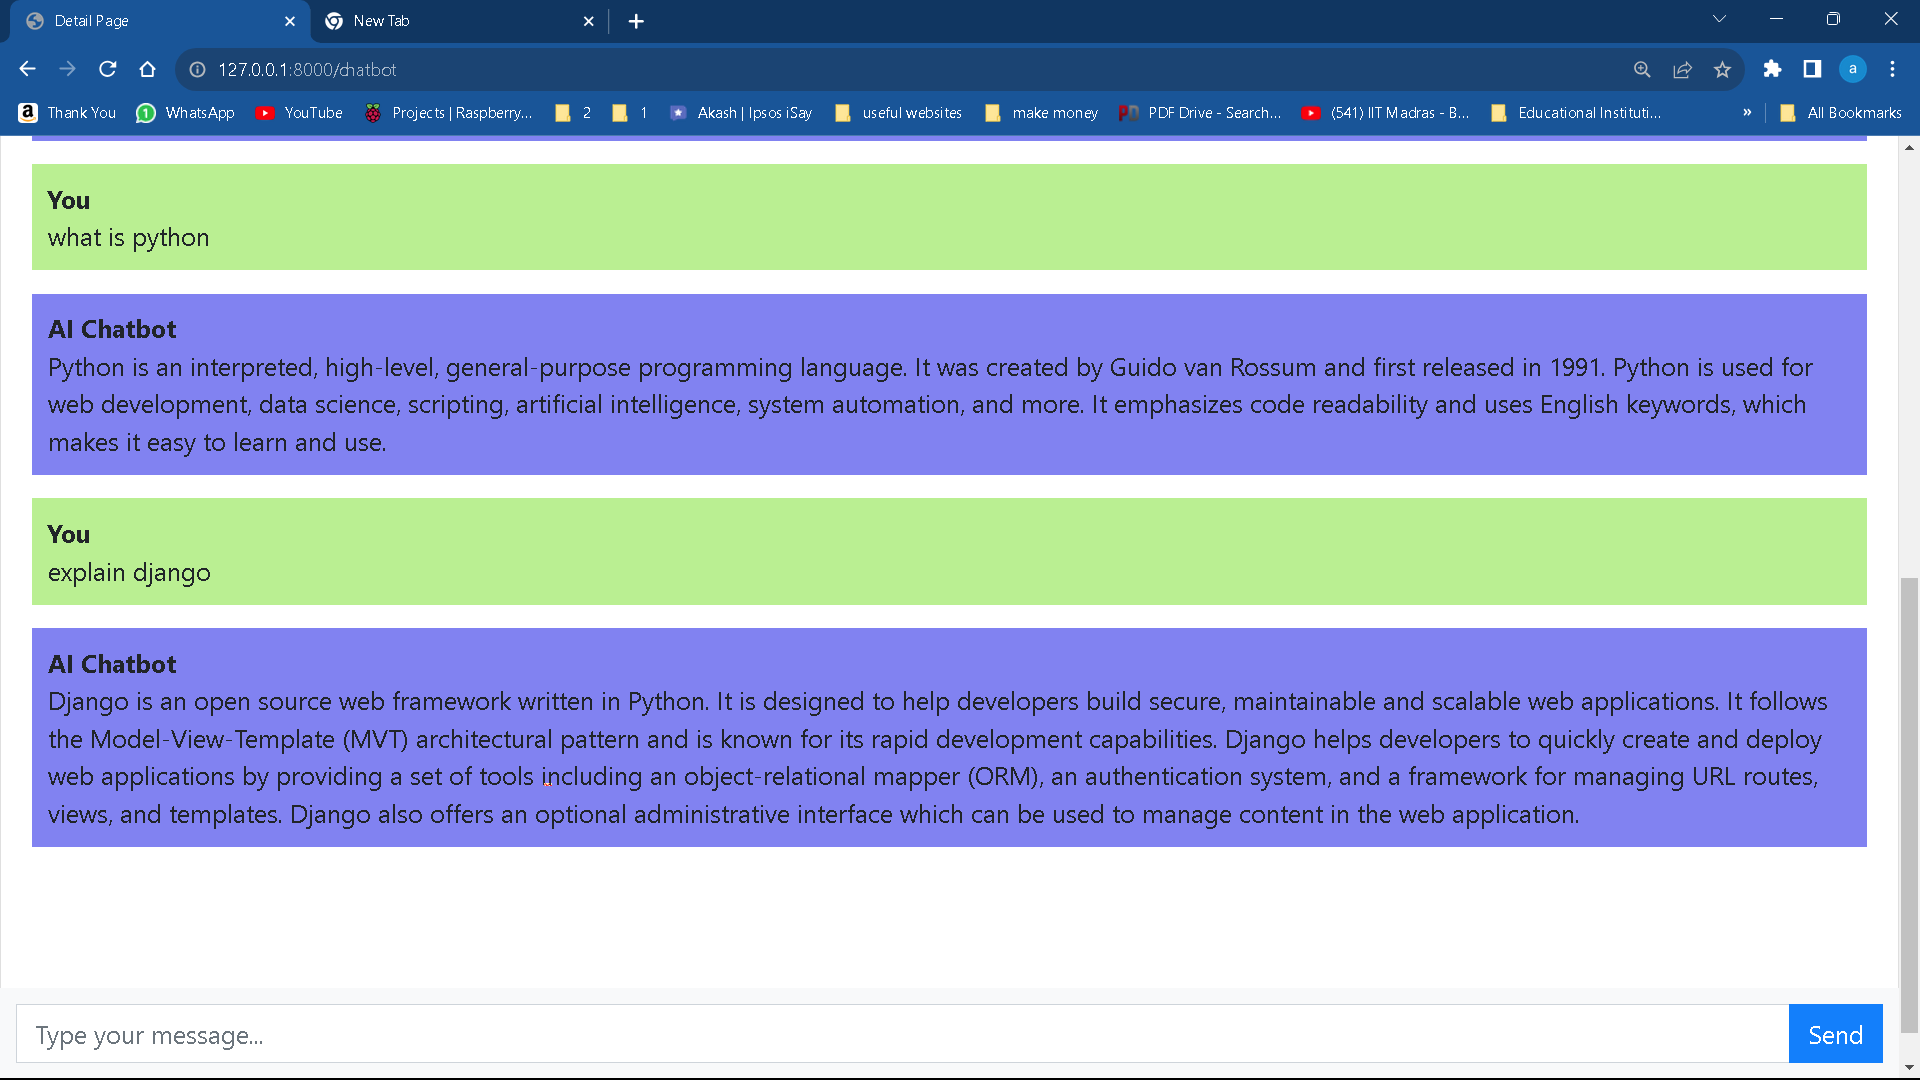 Detail Page
New Tab
127.0.0.1:8000/chatbot
a
Thank You
1
WhatsApp
YouTube
Projects | Raspberry...
2
1
Akash | Ipsos iSay
useful websites
make money
PDF Drive - Search...
(541) IIT Madras - B...
Educational Instituti...
»
All Bookmarks
You
what is python
AI Chatbot
Python is an interpreted, high-level, general-purpose programming language. It was created by Guido van Rossum and first released in 1991. Python is used for
web development, data science, scripting, artificial intelligence, system automation, and more. It emphasizes code readability and uses English keywords, which
makes it easy to learn and use.
You
explain django
AI Chatbot
Django is an open source web framework written in Python. It is designed to help developers build secure, maintainable and scalable web applications. It follows
the Model-View-Template (MVT) architectural pattern and is known for its rapid development capabilities. Django helps developers to quickly create and deploy
web applications by providing a set of tools including an object-relational mapper (ORM), an authentication system, and a framework for managing URL routes,
views, and templates. Django also offers an optional administrative interface which can be used to manage content in the web application.
Type your message...
Send